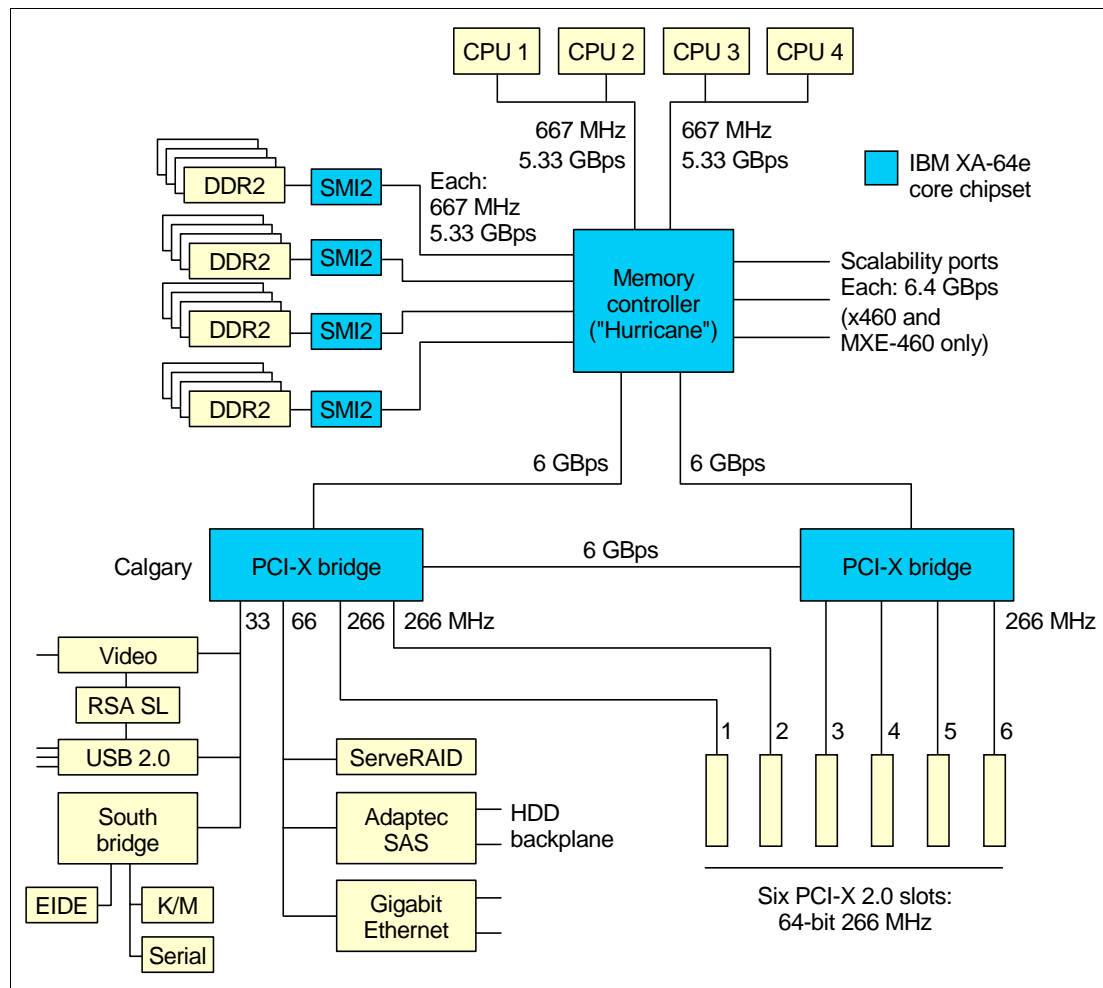 CPU 1
CPU 2
CPU 3
CPU 4
667 MHz
5.33 GBps
667 MHz
5.33 GBps
IBM XA-64e
core chipset
DDR2
SMI2
Each:
667 MHz
5.33 GBps
DDR2
SMI2
DDR2
SMI2
DDR2
SMI2
Memory
controller
("Hurricane")
Scalability ports
Each: 6.4 GBps
(x460 and
MXE-460 only)
6 GBps
6 GBps
Calgary
PCI-X bridge
6 GBps
PCI-X bridge
33
66
266
266 MHz
266 MHz
Video
RSA SL
USB 2.0
South
bridge
EIDE
K/M
Serial
ServeRAID
Adaptec
SAS
HDD
backplane
Gigabit
Ethernet
1
2
3
4
5
6
Six PCI-X 2.0 slots:
64-bit 266 MHz